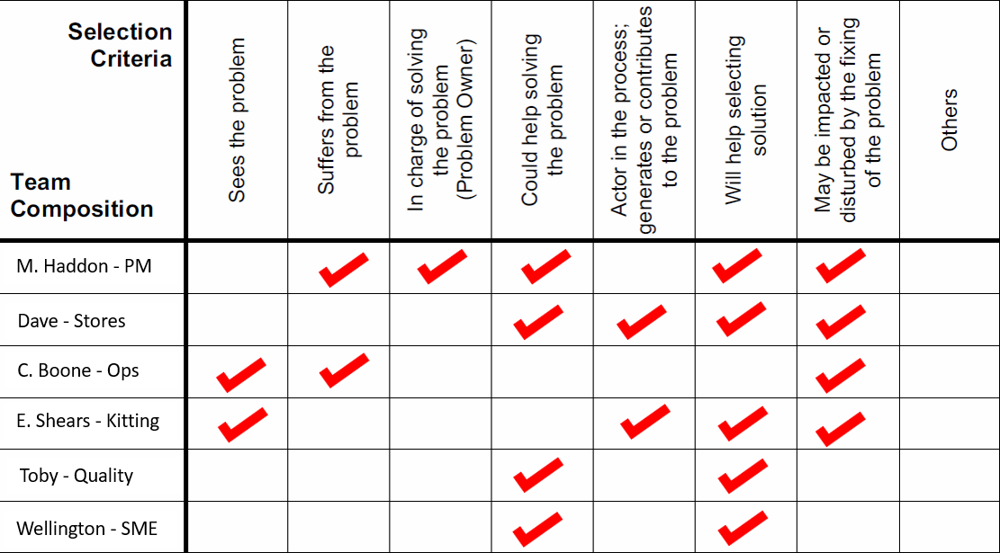 Selection
Criteria
Team
Composition
Sees the problem
Suffers from the
problem
In charge of solving
the problem
(Problem Owner)
Could help solving
the problem
Actor in the process;
generates or contributes
to the problem
Will help selecting
solution
May be impacted or
disturbed by the fixing
of the problem
Others
M. Haddon - PM
Dave - Stores
C. Boone - Ops
E. Shears - Kitting
Toby - Quality
Wellington - SME